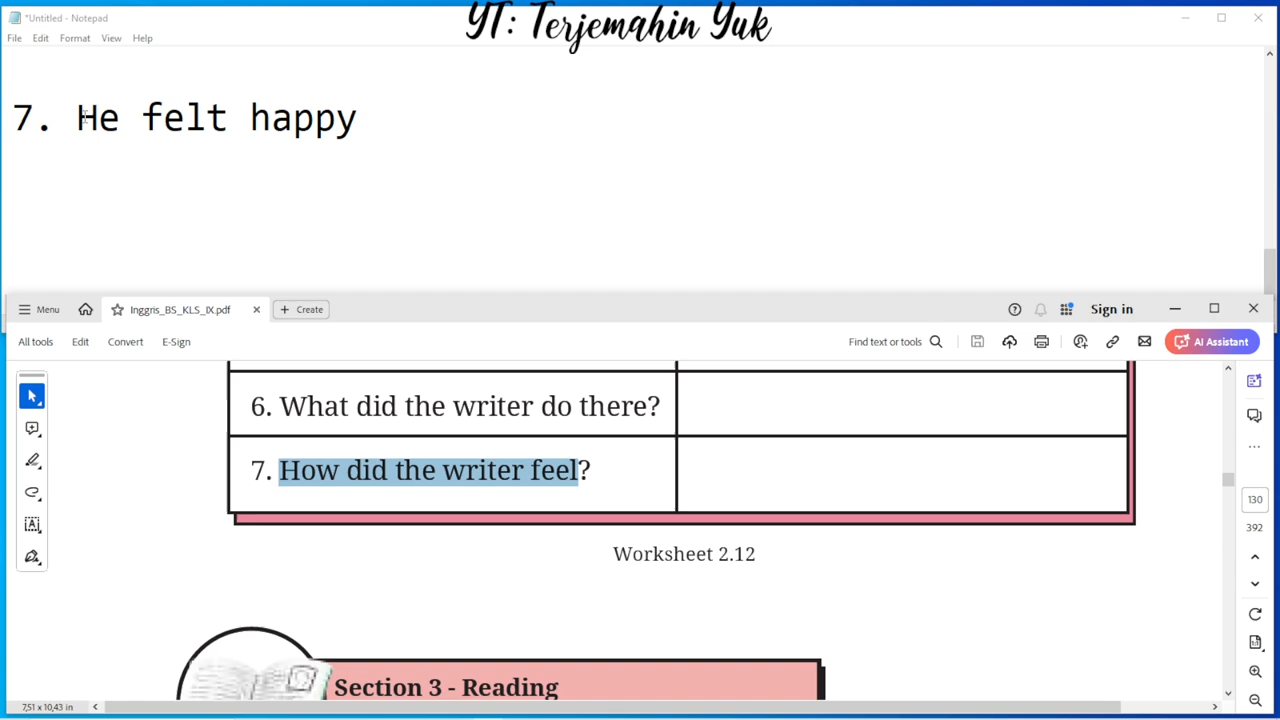 *Untitled - Notepad
YT: Terjemahin Yuk
File Edit Format View Help
7. He felt happy
Menu
Inggris_BS_KLS_IX.pdf
Create
Sign in
All tools Edit Convert E-Sign
Find text or tools
AI Assistant
6. What did the writer do there?
7. How did the writer feel?
130
392
Worksheet 2.12
Section 3 - Reading
7,51 x 10,43 in